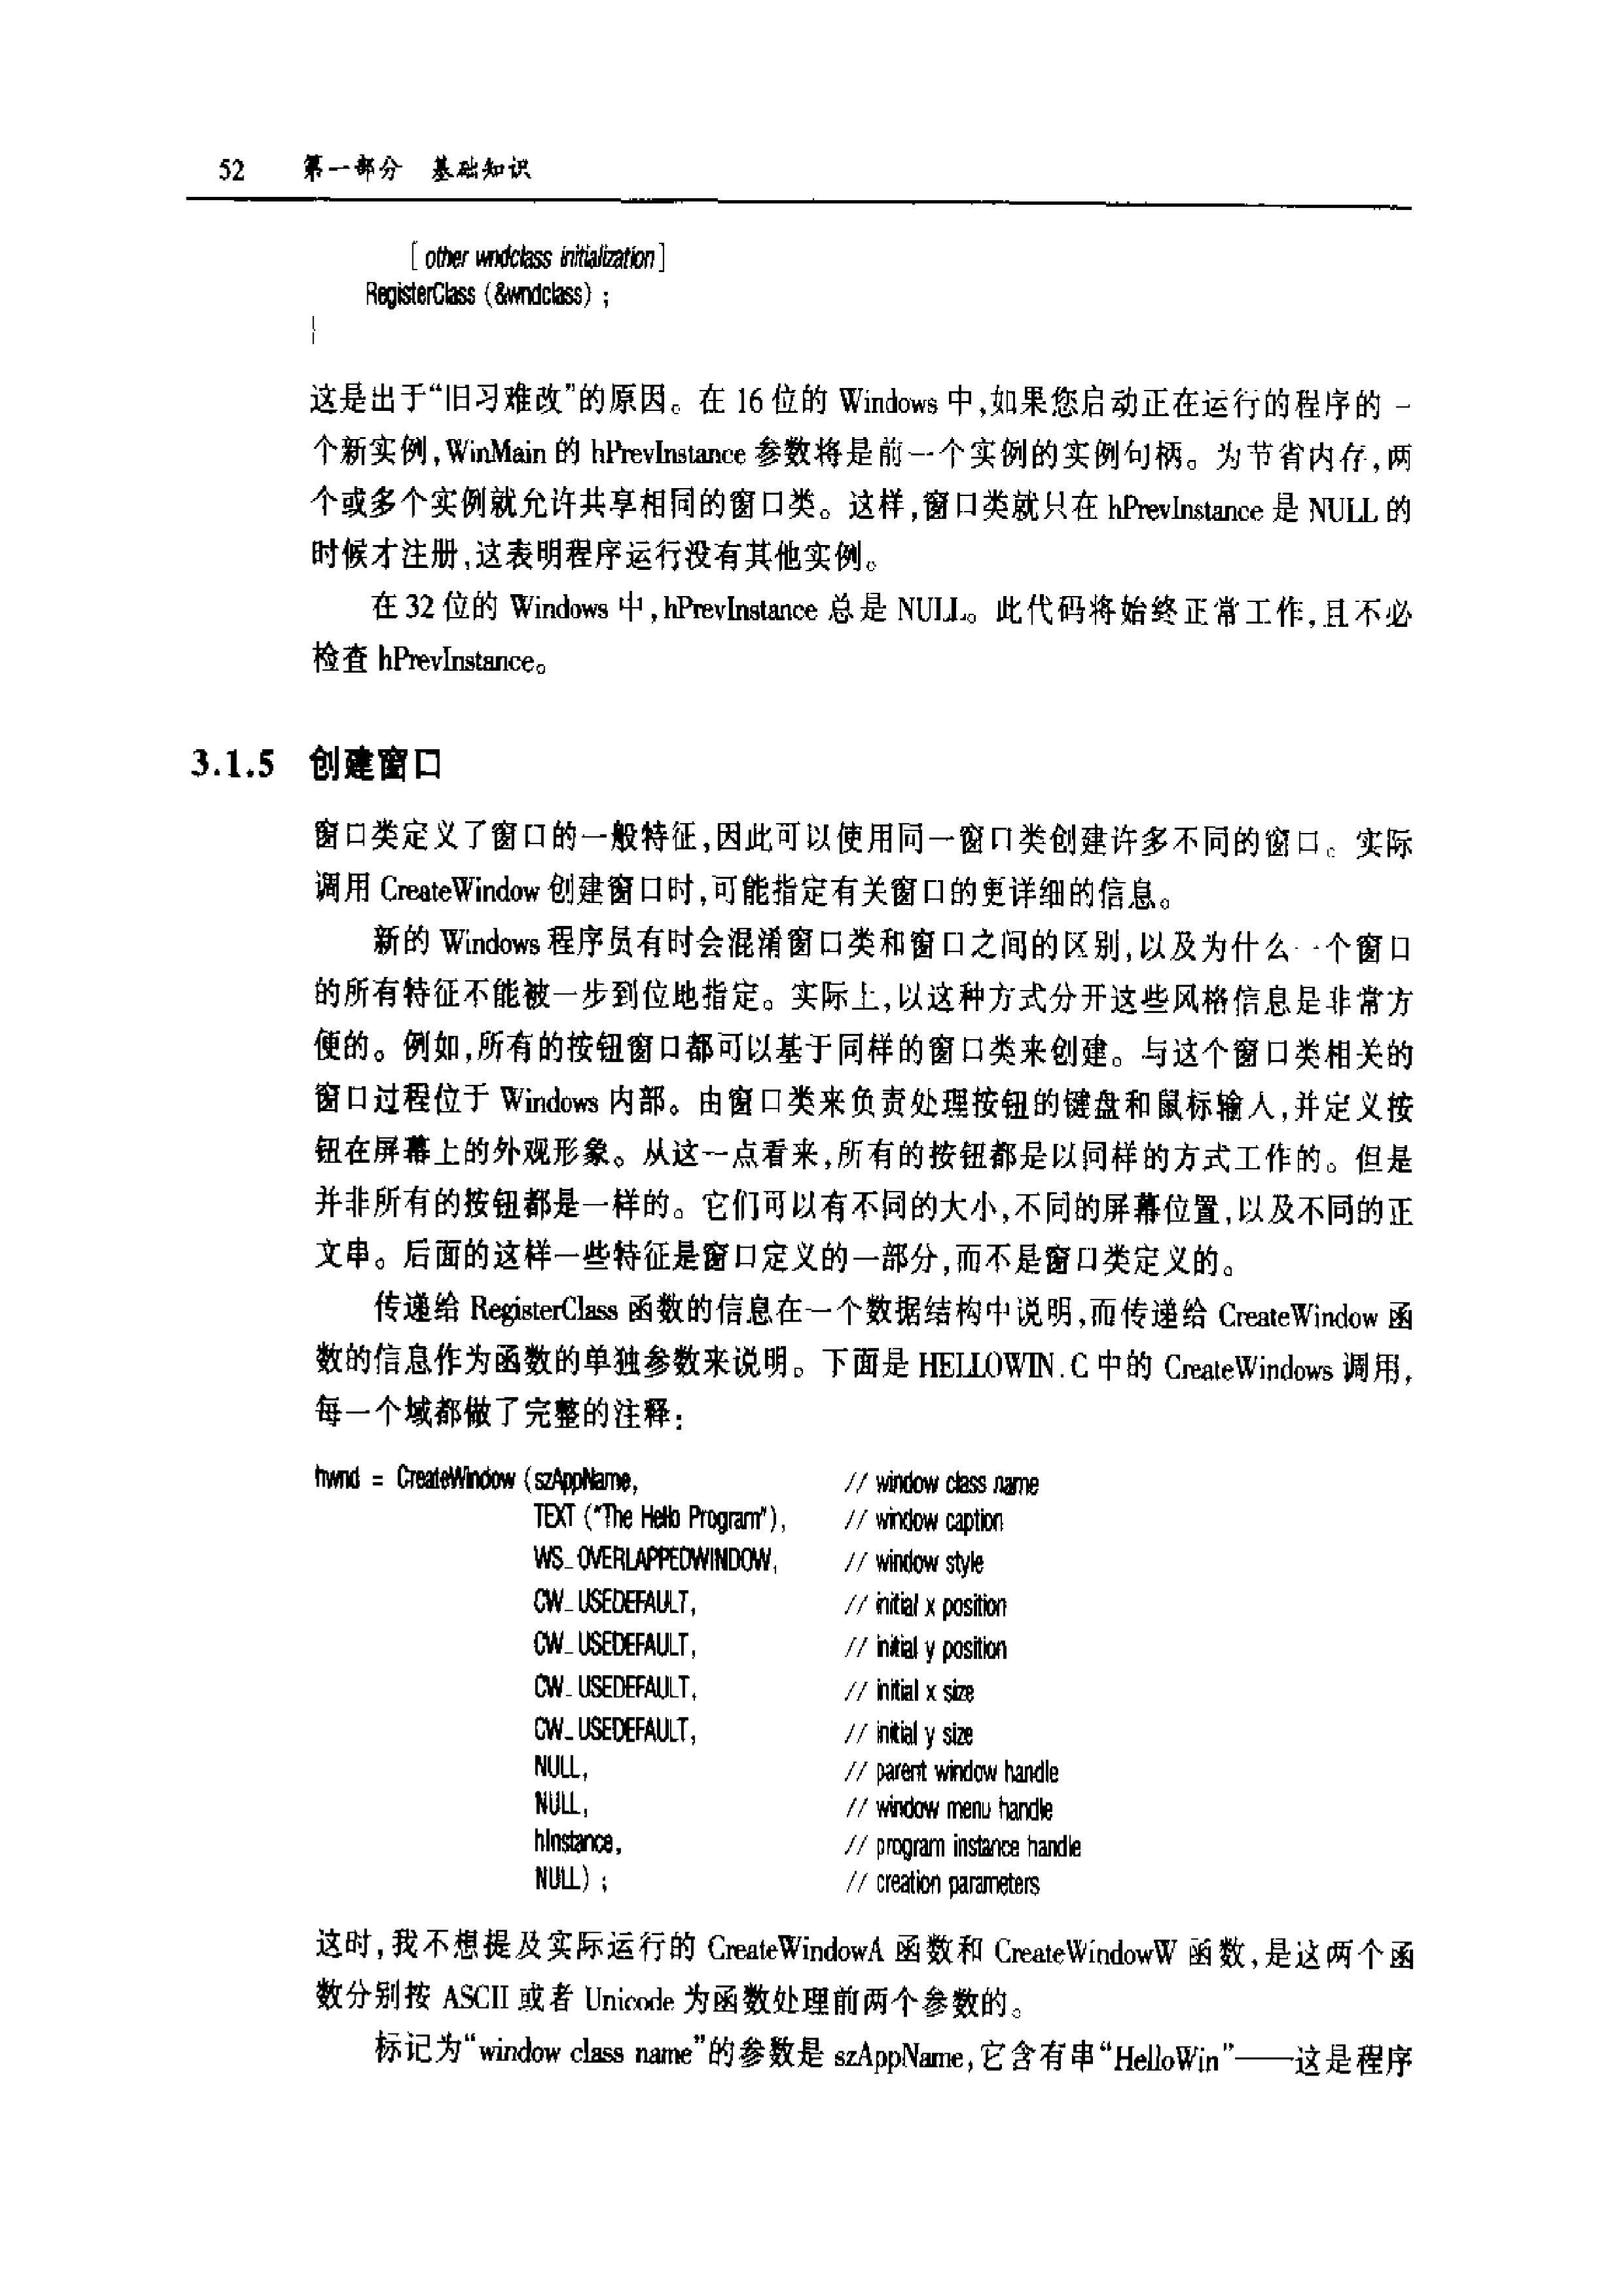 52 第一部分 基础知识
[other wndclass initialization]
RegisterClass (&wndclass) ;
}
这是出于“旧习难改”的原因。在 16 位的 Windows 中,如果您启动正在运行的程序的一
个新实例,WinMain 的 hPrevInstance 参数将是前一个实例的实例句柄。为节省内存,两
个或多个实例就允许共享相同的窗口类。这样,窗口类就只在 hPrevInstance 是 NULL 的
时候才注册,这表明程序运行没有其他实例。
在 32 位的 Windows 中,hPrevInstance 总是 NULL。此代码将始终正常工作,且不必
检查 hPrevInstance。
3.1.5 创建窗口
窗口类定义了窗口的一般特征,因此可以使用同一窗口类创建许多不同的窗口。实际
调用 CreateWindow 创建窗口时,可能指定有关窗口的更详细的信息。
新的 Windows 程序员有时会混淆窗口类和窗口之间的区别,以及为什么一个窗口
的所有特征不能被一步到位地指定。实际上,以这种方式分开这些风格信息是非常方
便的。例如,所有的按钮窗口都可以基于同样的窗口类来创建。与这个窗口类相关的
窗口过程位于 Windows 内部。由窗口类来负责处理按钮的键盘和鼠标输入,并定义按
钮在屏幕上的外观形象。从这一点看来,所有的按钮都是以同样的方式工作的。但是
并非所有的按钮都是一样的。它们可以有不同的大小,不同的屏幕位置,以及不同的正
文串。后面的这样一些特征是窗口定义的一部分,而不是窗口类定义的。
传递给 RegisterClass 函数的信息在一个数据结构中说明,而传递给 CreateWindow 函
数的信息作为函数的单独参数来说明。下面是 HELLOWIN.C 中的 CreateWindows 调用,
每一个域都做了完整的注释:
hwnd = CreateWindow (szAppName, // window class name
TEXT ("The Hello Program"), // window caption
WS_OVERLAPPEDWINDOW, // window style
CW_USEDEFAULT, // initial x position
CW_USEDEFAULT, // initial y position
CW_USEDEFAULT, // initial x size
CW_USEDEFAULT, // initial y size
NULL, // parent window handle
NULL, // window menu handle
hInstance, // program instance handle
NULL) ; // creation parameters
这时,我不想提及实际运行的 CreateWindowA 函数和 CreateWindowW 函数,是这两个函
数分别按 ASCII 或者 Unicode 为函数处理前两个参数的。
标记为“window class name”的参数是 szAppName,它含有串“HelloWin”——这是程序